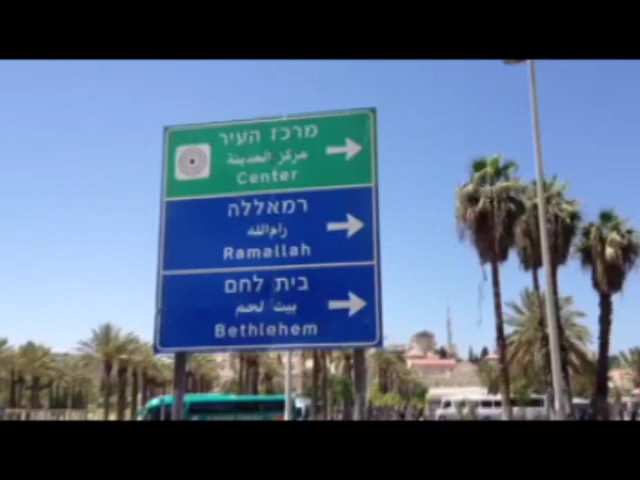 מרכז העיר
مركز المدينة
Center
רמאללה
رام الله
Ramallah
בית לחם
بيت لحم
Bethlehem